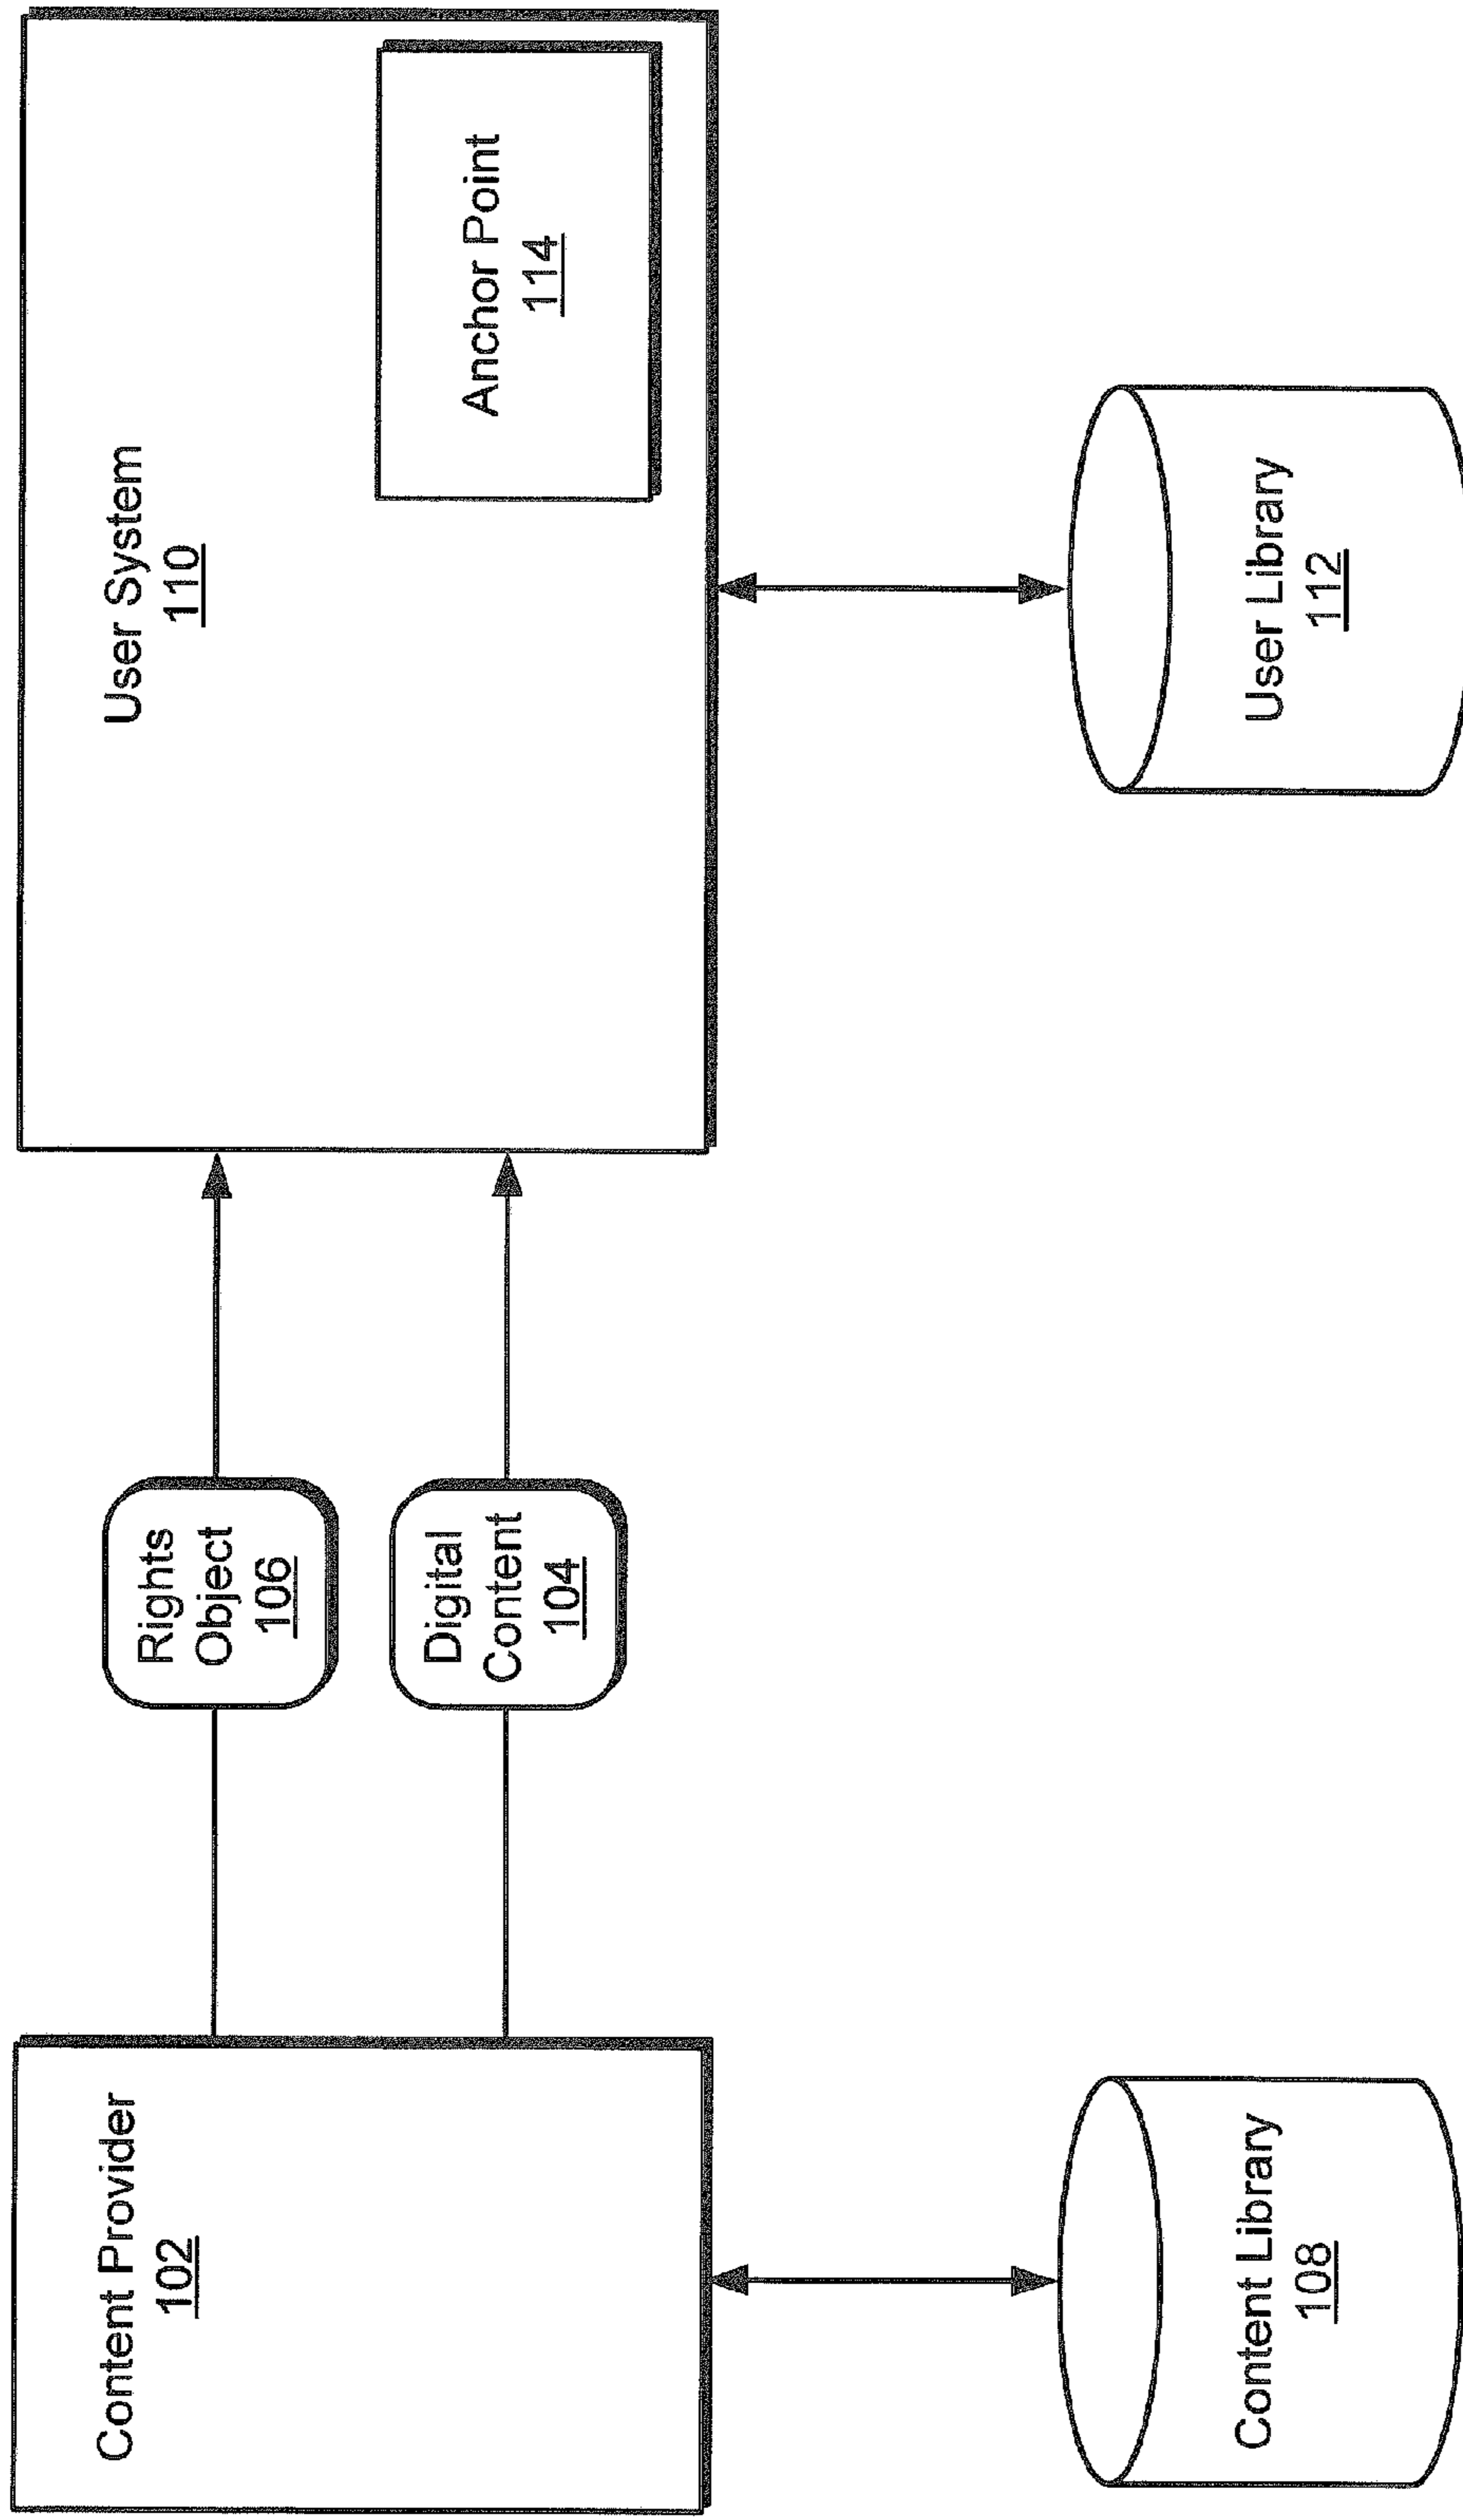 Content Provider
102
Rights
Object
106
Digital
Content
104
User System
110
Anchor Point
114
Content Library
108
User Library
112